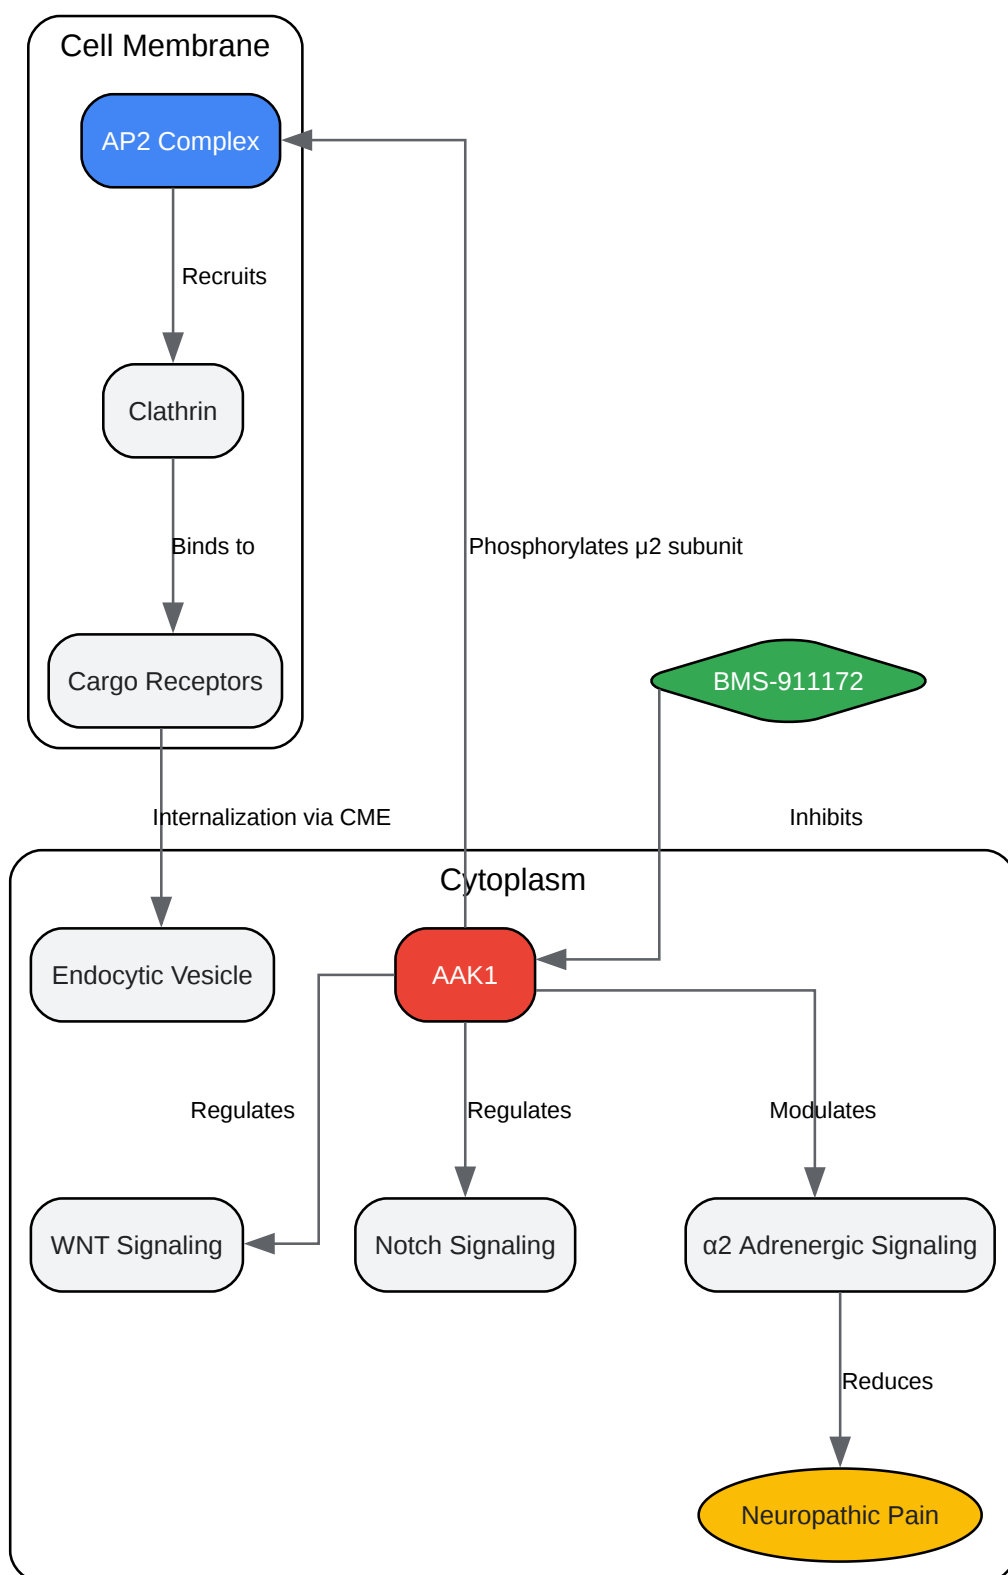 Cell Membrane
AP2 Complex
Recruits
Clathrin
Binds to
Phosphorylates μ2 subunit
Cargo Receptors
BMS-911172
Internalization via CME
Inhibits
Cytoplasm
Endocytic Vesicle
AAK1
Regulates
Regulates
Modulates
WNT Signaling
Notch Signaling
α2 Adrenergic Signaling
Reduces
Neuropathic Pain